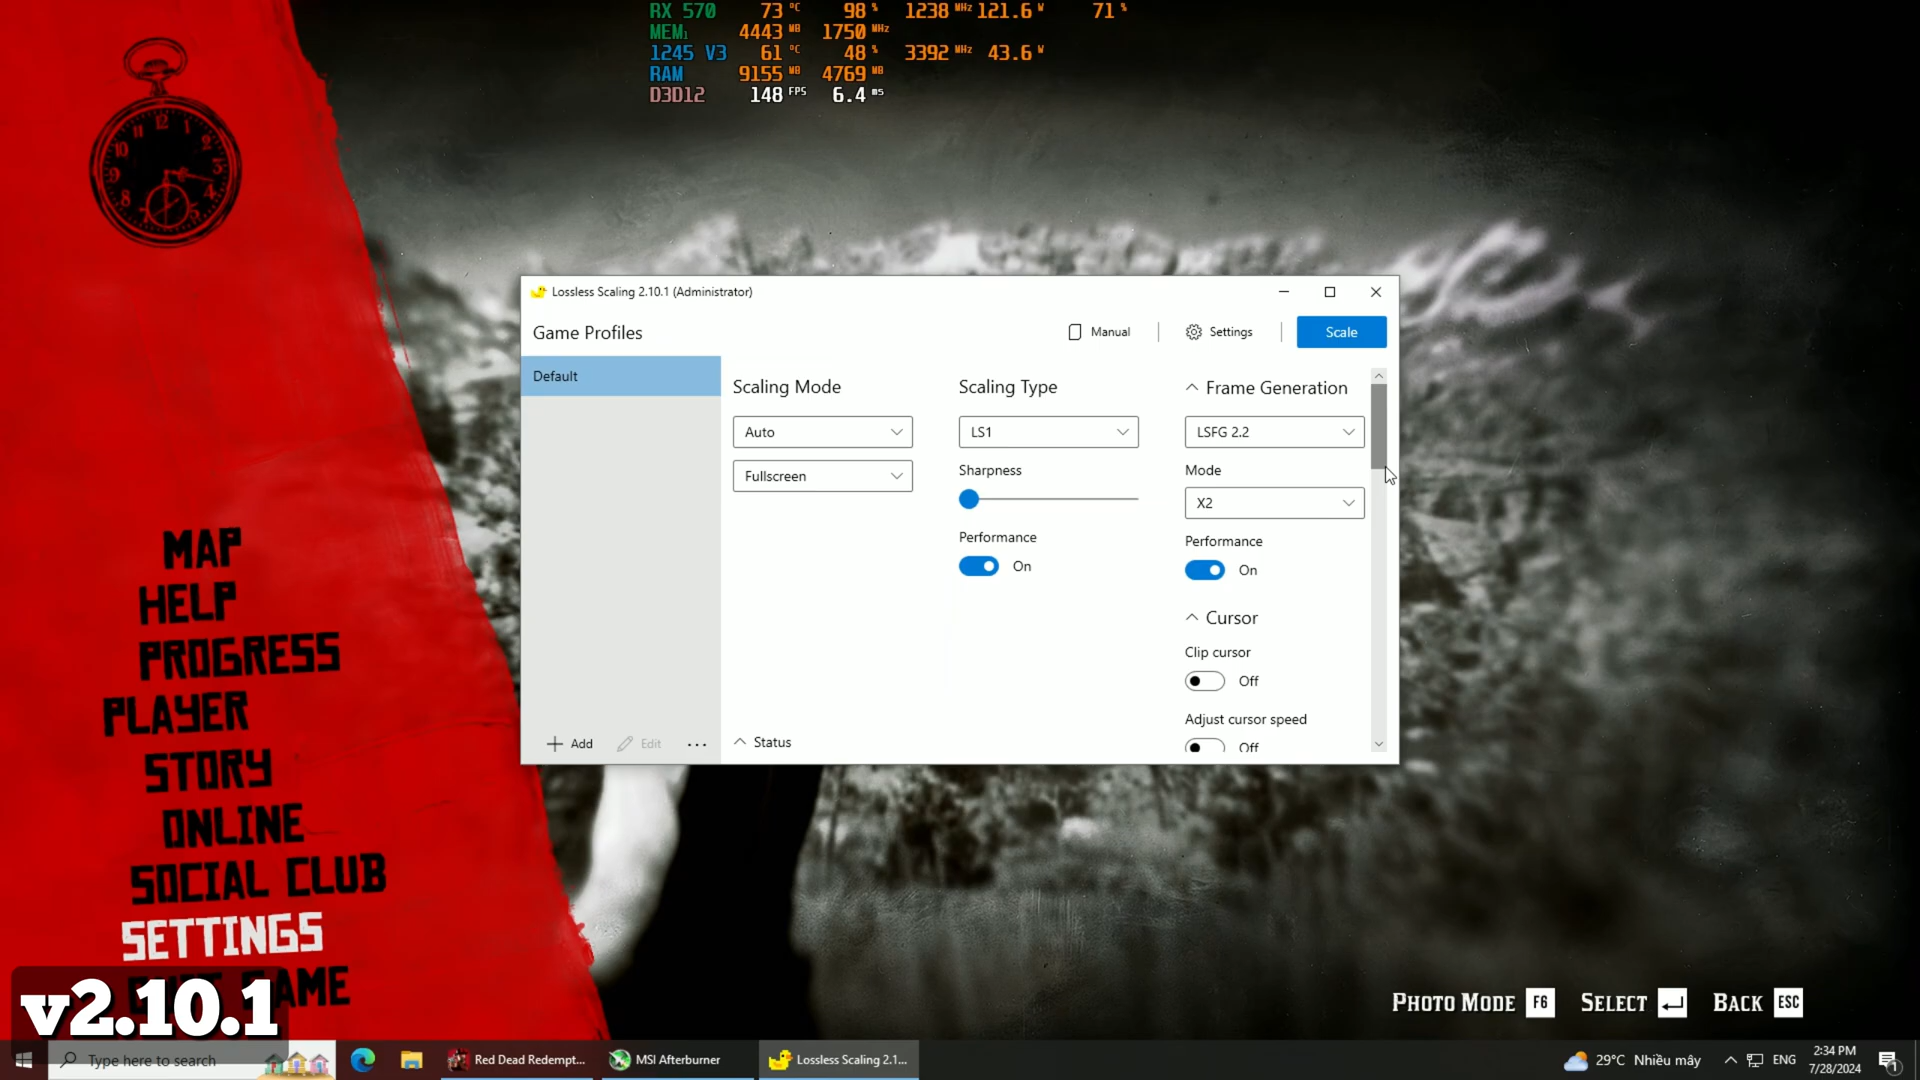 RX 570 73 °C 98 % 1238 MHz 121.6 W 71 %
MEM1 4443 MB 1750 MHz
1245 V3 61 °C 48 % 3392 MHz 43.6 W
RAM 9155 MB 4769 MB
D3D12 148 FPS 6.4 ms
Lossless Scaling 2.10.1 (Administrator)
Game Profiles
Manual
Settings
Scale
Default
Scaling Mode
Auto
Fullscreen
Scaling Type
LS1
Sharpness
Performance
On
Frame Generation
LSFG 2.2
Mode
X2
Performance
On
Cursor
Clip cursor
Off
Adjust cursor speed
Off
Add
Edit
...
Status
MAP
HELP
PROGRESS
PLAYER
STORY
ONLINE
SOCIAL CLUB
SETTINGS
GAME
v2.10.1
PHOTO MODE F6 SELECT BACK ESC
Type here to search
Red Dead Redempt...
MSI Afterburner
Lossless Scaling 2.1...
29°C Nhiều mây
ENG
2:34 PM
7/28/2024
1